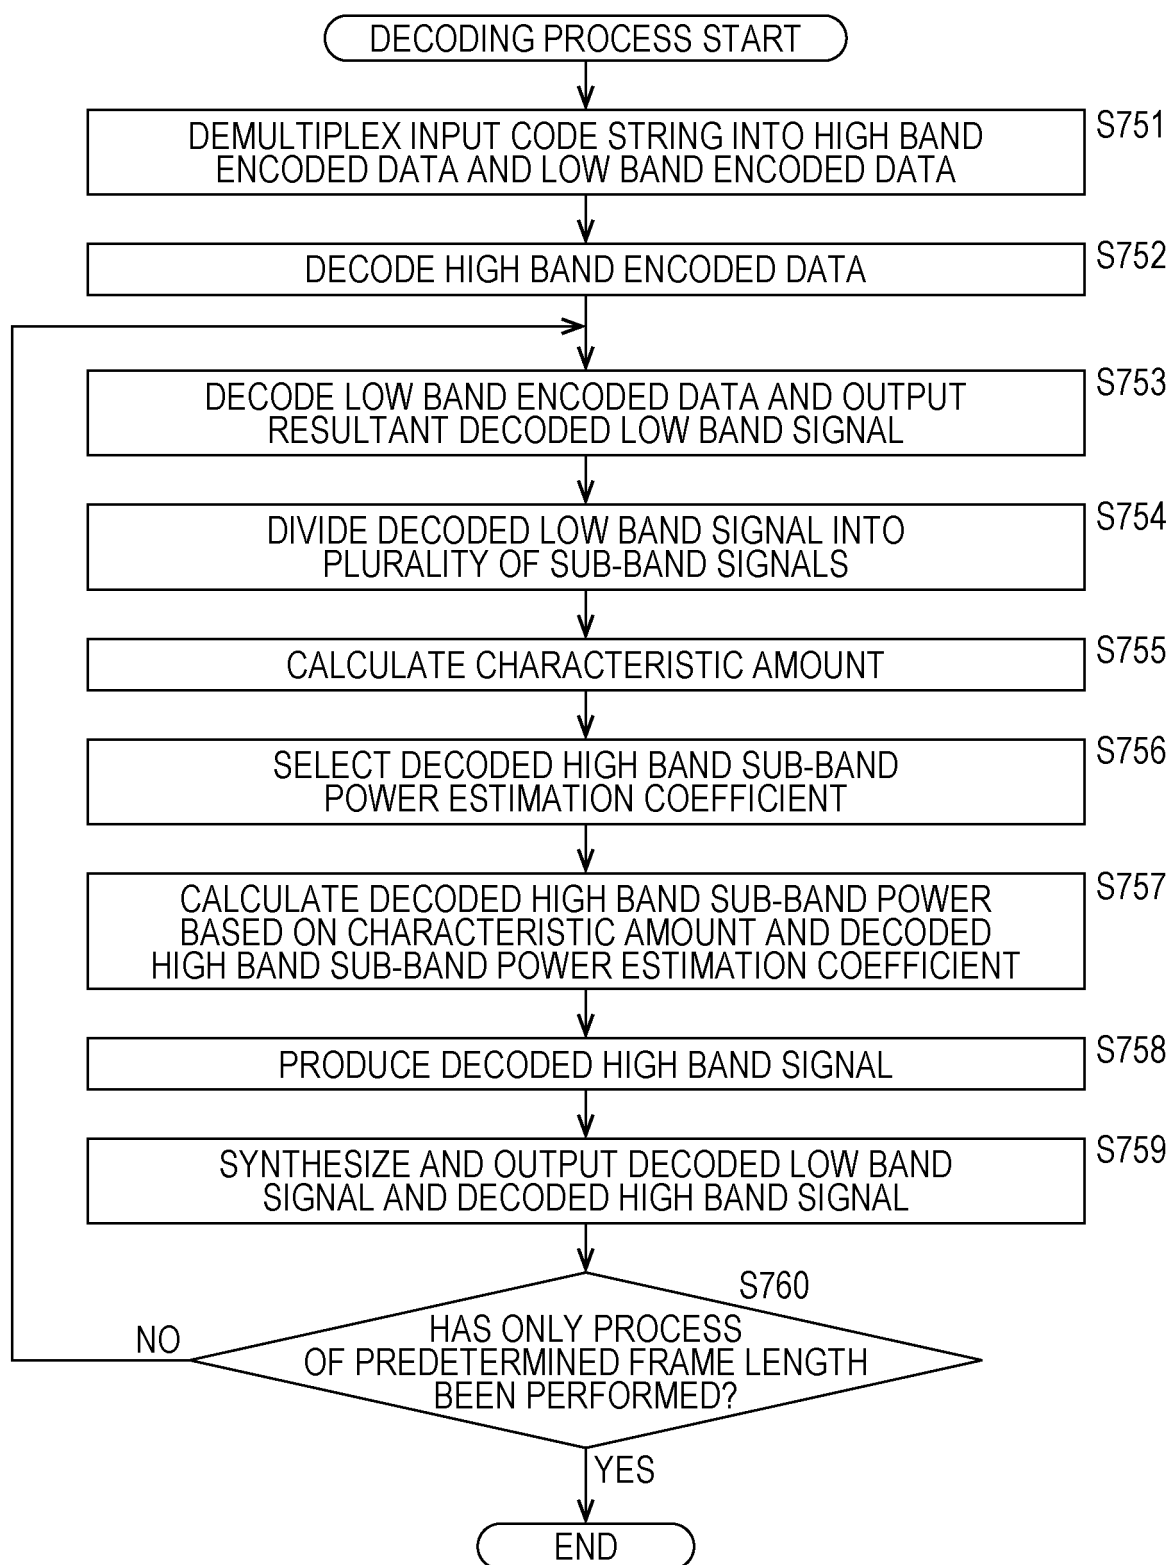 DECODING PROCESS START
S751
DEMULTIPLEX INPUT CODE STRING INTO HIGH BAND
ENCODED DATA AND LOW BAND ENCODED DATA
S752
DECODE HIGH BAND ENCODED DATA
S753
DECODE LOW BAND ENCODED DATA AND OUTPUT
RESULTANT DECODED LOW BAND SIGNAL
S754
DIVIDE DECODED LOW BAND SIGNAL INTO
PLURALITY OF SUB-BAND SIGNALS
S755
CALCULATE CHARACTERISTIC AMOUNT
S756
SELECT DECODED HIGH BAND SUB-BAND
POWER ESTIMATION COEFFICIENT
S757
CALCULATE DECODED HIGH BAND SUB-BAND POWER
BASED ON CHARACTERISTIC AMOUNT AND DECODED
HIGH BAND SUB-BAND POWER ESTIMATION COEFFICIENT
S758
PRODUCE DECODED HIGH BAND SIGNAL
S759
SYNTHESIZE AND OUTPUT DECODED LOW BAND
SIGNAL AND DECODED HIGH BAND SIGNAL
S760
HAS ONLY PROCESS
OF PREDETERMINED FRAME LENGTH
BEEN PERFORMED?
NO
YES
END